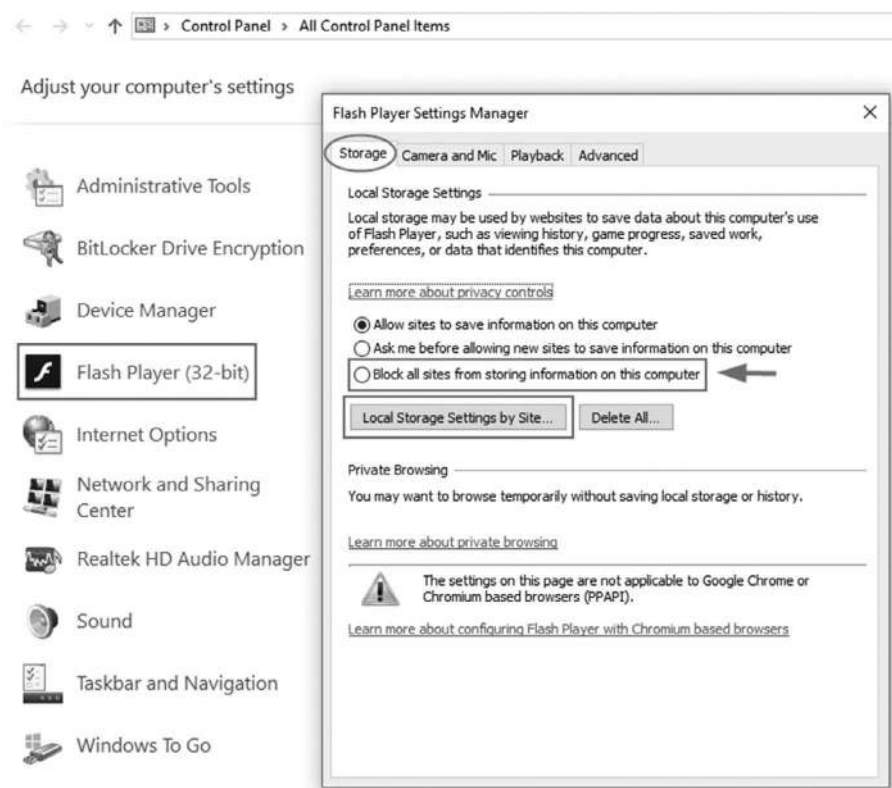 Control Panel > All Control Panel Items
Adjust your computer's settings
Administrative Tools
BitLocker Drive Encryption
Device Manager
Flash Player (32-bit)
Internet Options
Network and Sharing
Center
Realtek HD Audio Manager
Sound
Taskbar and Navigation
Windows To Go
Flash Player Settings Manager
Storage Camera and Mic Playback Advanced
Local Storage Settings
Local storage may be used by websites to save data about this computer's use
of Flash Player, such as viewing history, game progress, saved work,
preferences, or data that identifies this computer.
Learn more about privacy controls
Allow sites to save information on this computer
Ask me before allowing new sites to save information on this computer
Block all sites from storing information on this computer
Local Storage Settings by Site... Delete All...
Private Browsing
You may want to browse temporarily without saving local storage or history.
Learn more about private browsing
The settings on this page are not applicable to Google Chrome or
Chromium based browsers (PPAPI).
Learn more about configuring Flash Player with Chromium based browsers